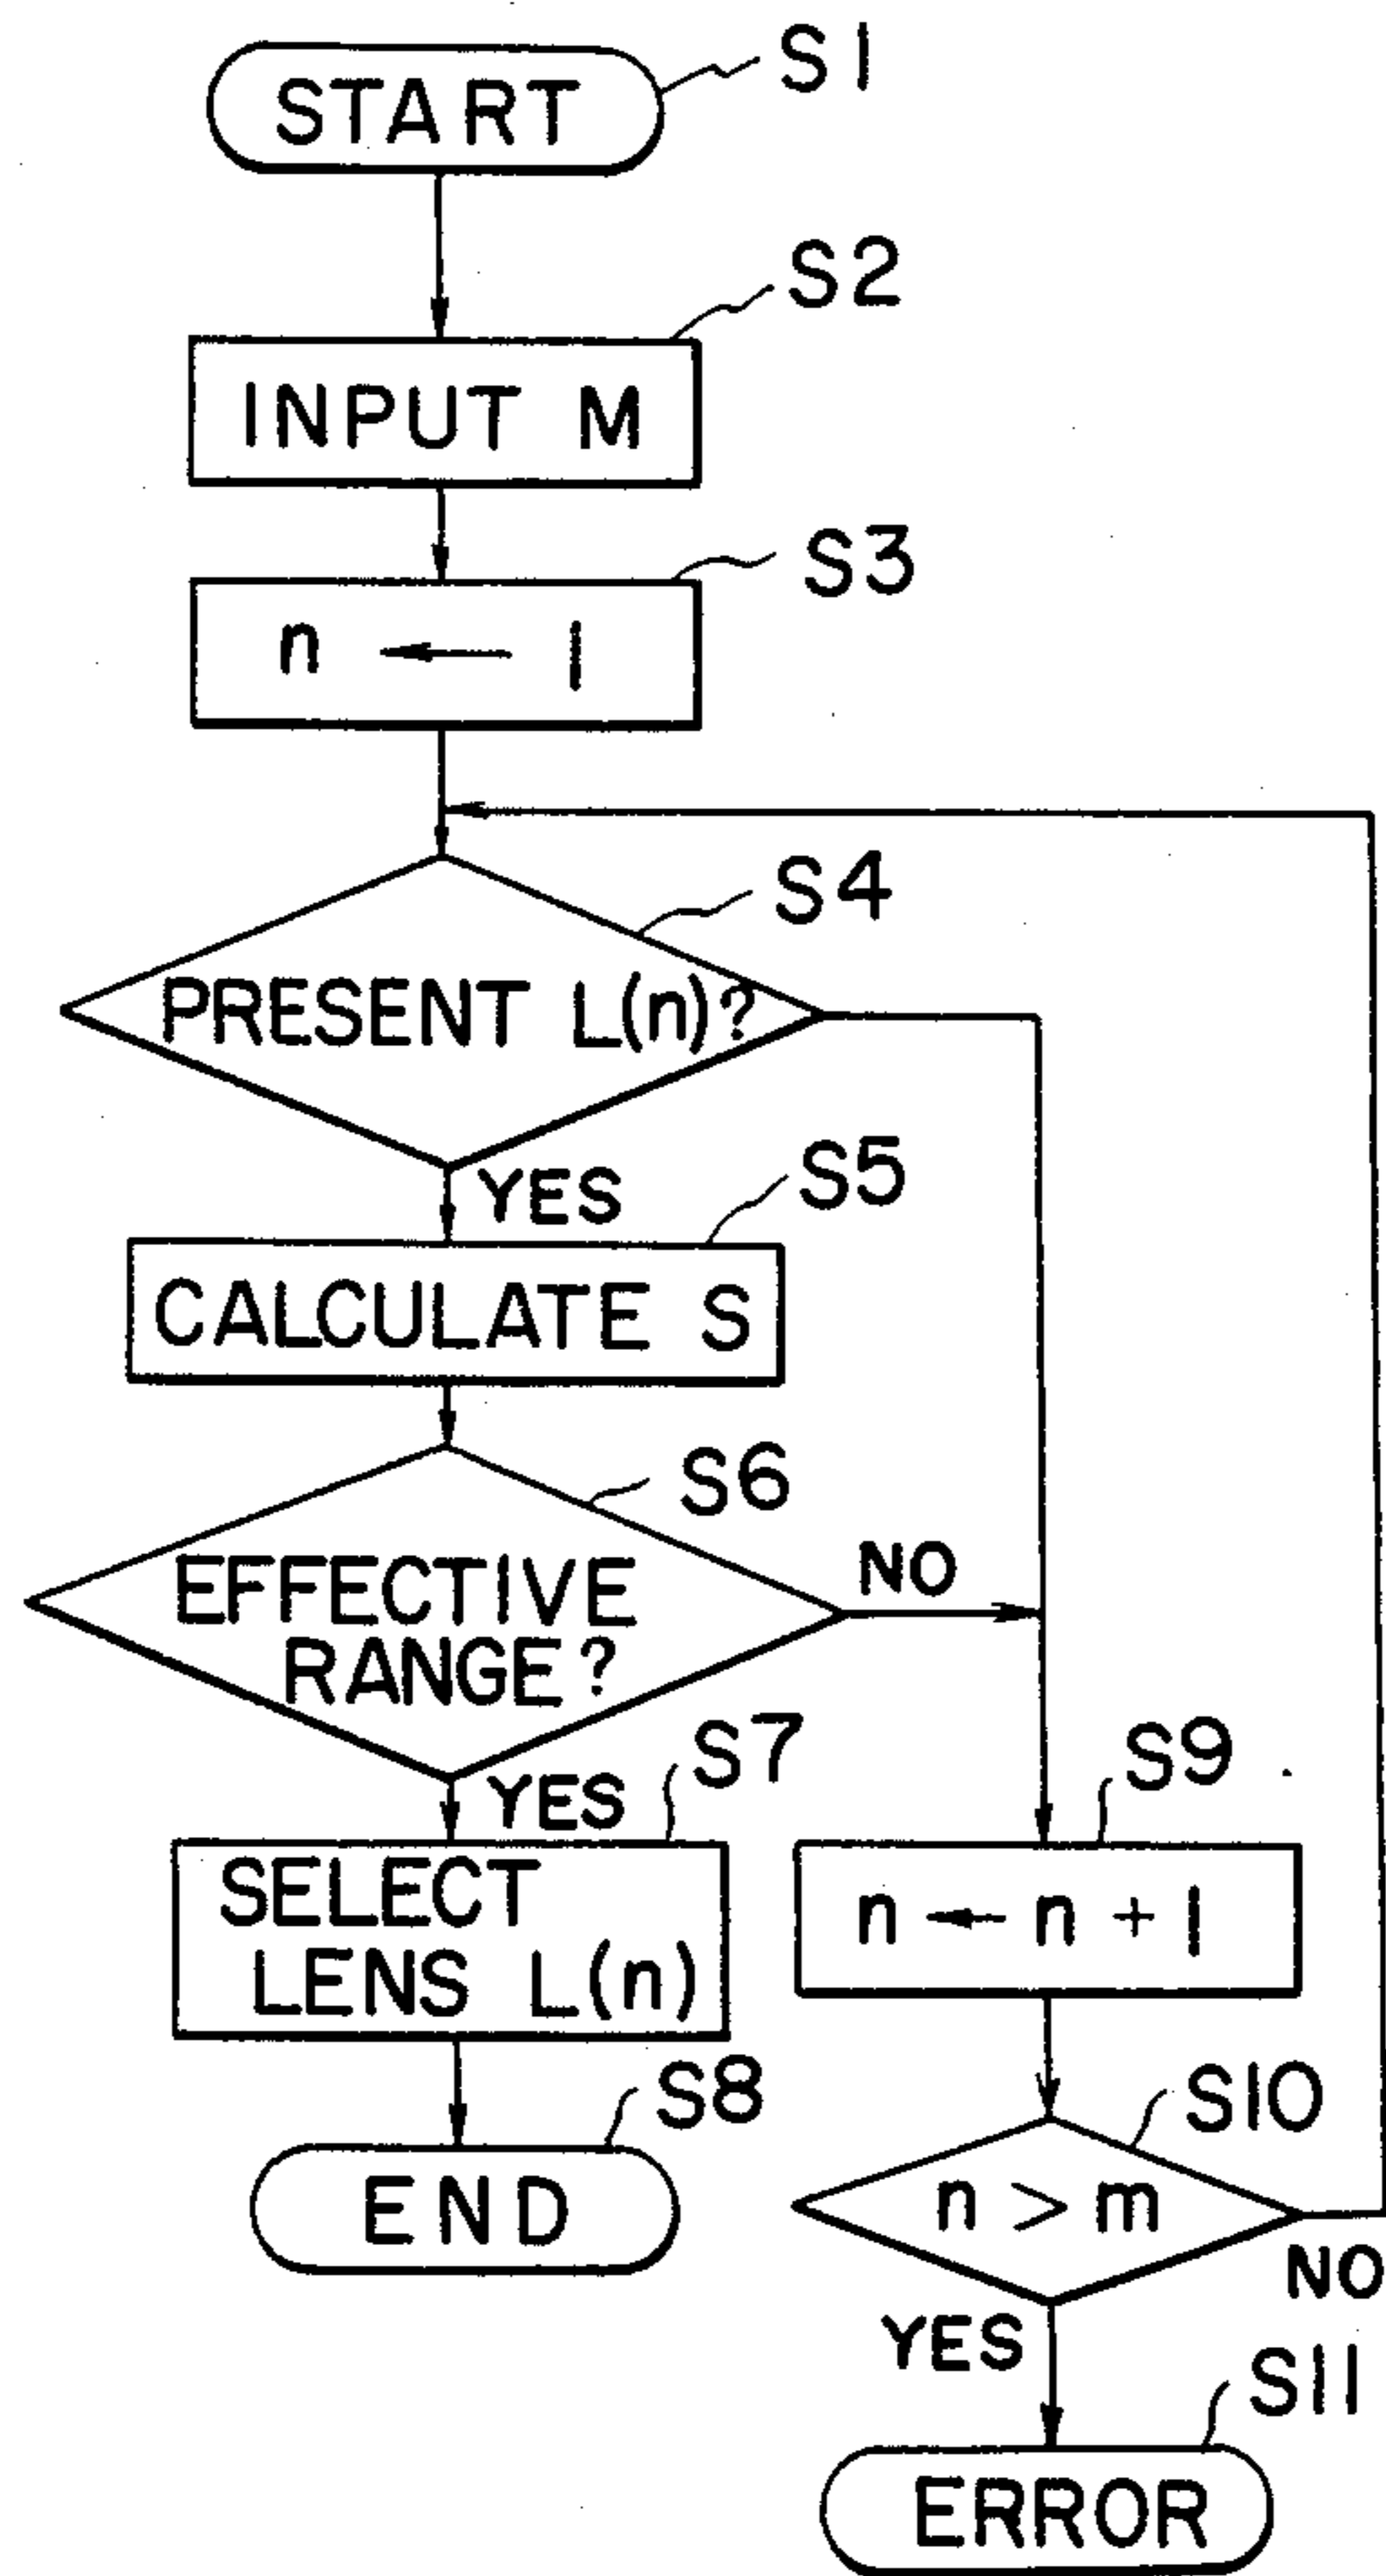 START
S1
S2
INPUT M
S3
n ← 1
S4
PRESENT L(n)?
YES
S5
CALCULATE S
S6
EFFECTIVE
RANGE?
NO
YES
S7
SELECT
LENS L(n)
S8
END
S9
n ← n + 1
S10
n > m
NO
YES
S11
ERROR